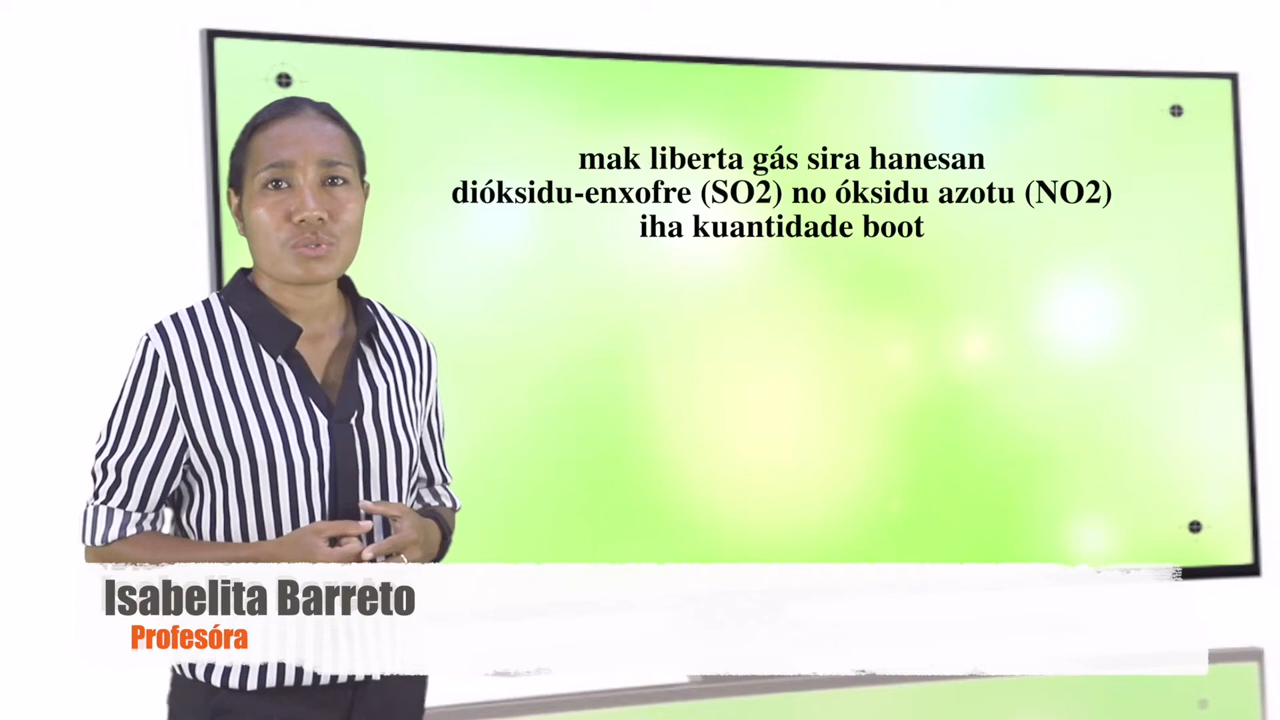 mak liberta gás sira hanesan
dióksidu-enxofre (SO2) no óksidu azotu (NO2)
iha kuantidade boot
Isabelita Barreto
Profesóra